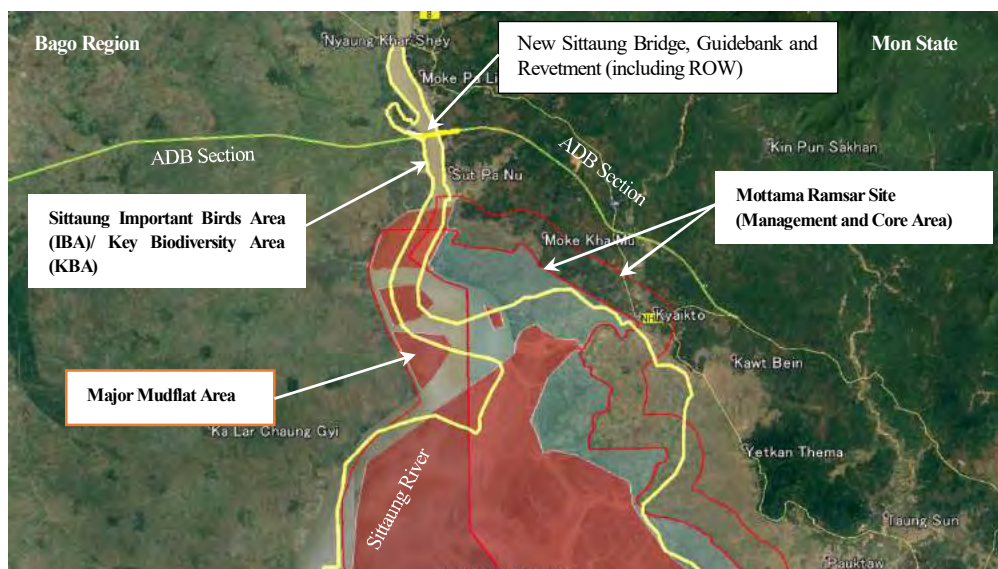 8
Bago Region
Nyaung Khar Shey
New Sittaung Bridge, Guidebank and
Revetment (including ROW)
Mon State
Moke Pa Li
ADB Section
Kin Pun Sakhan
Sut Pa Nu
ADB Section
Mottama Ramsar Site
(Management and Core Area)
Sittaung Important Birds Area
(IBA)/ Key Biodiversity Area
(KBA)
Moke Kha Mu
NH
Kyaikto
Kawt Bein
Major Mudflat Area
Ka Lar Chaung Gyi
Yetkan Thema
Sittaung River
Taung Sun
Pauktaw